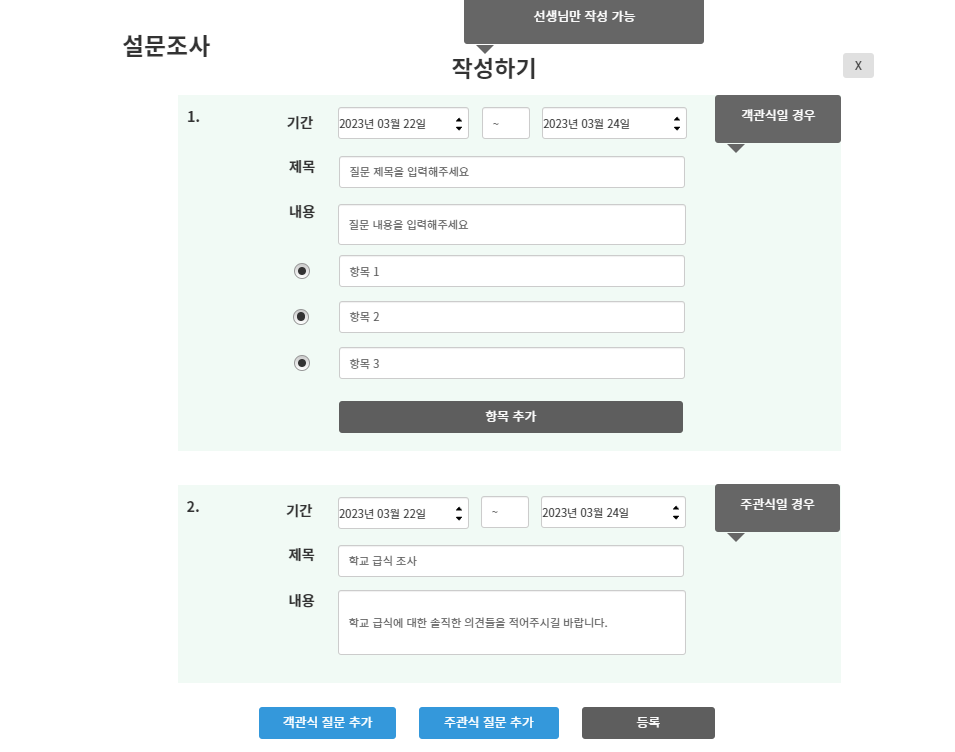 선생님만 작성 가능
설문조사
작성하기
X
1.
기간
2023년 03월 22일
~
2023년 03월 24일
객관식일 경우
제목
질문 제목을 입력해주세요
내용
질문 내용을 입력해주세요
항목 1
항목 2
항목 3
항목 추가
2.
기간
2023년 03월 22일
~
2023년 03월 24일
주관식일 경우
제목
학교 급식 조사
내용
학교 급식에 대한 솔직한 의견들을 적어주시길 바랍니다.
객관식 질문 추가
주관식 질문 추가
등록